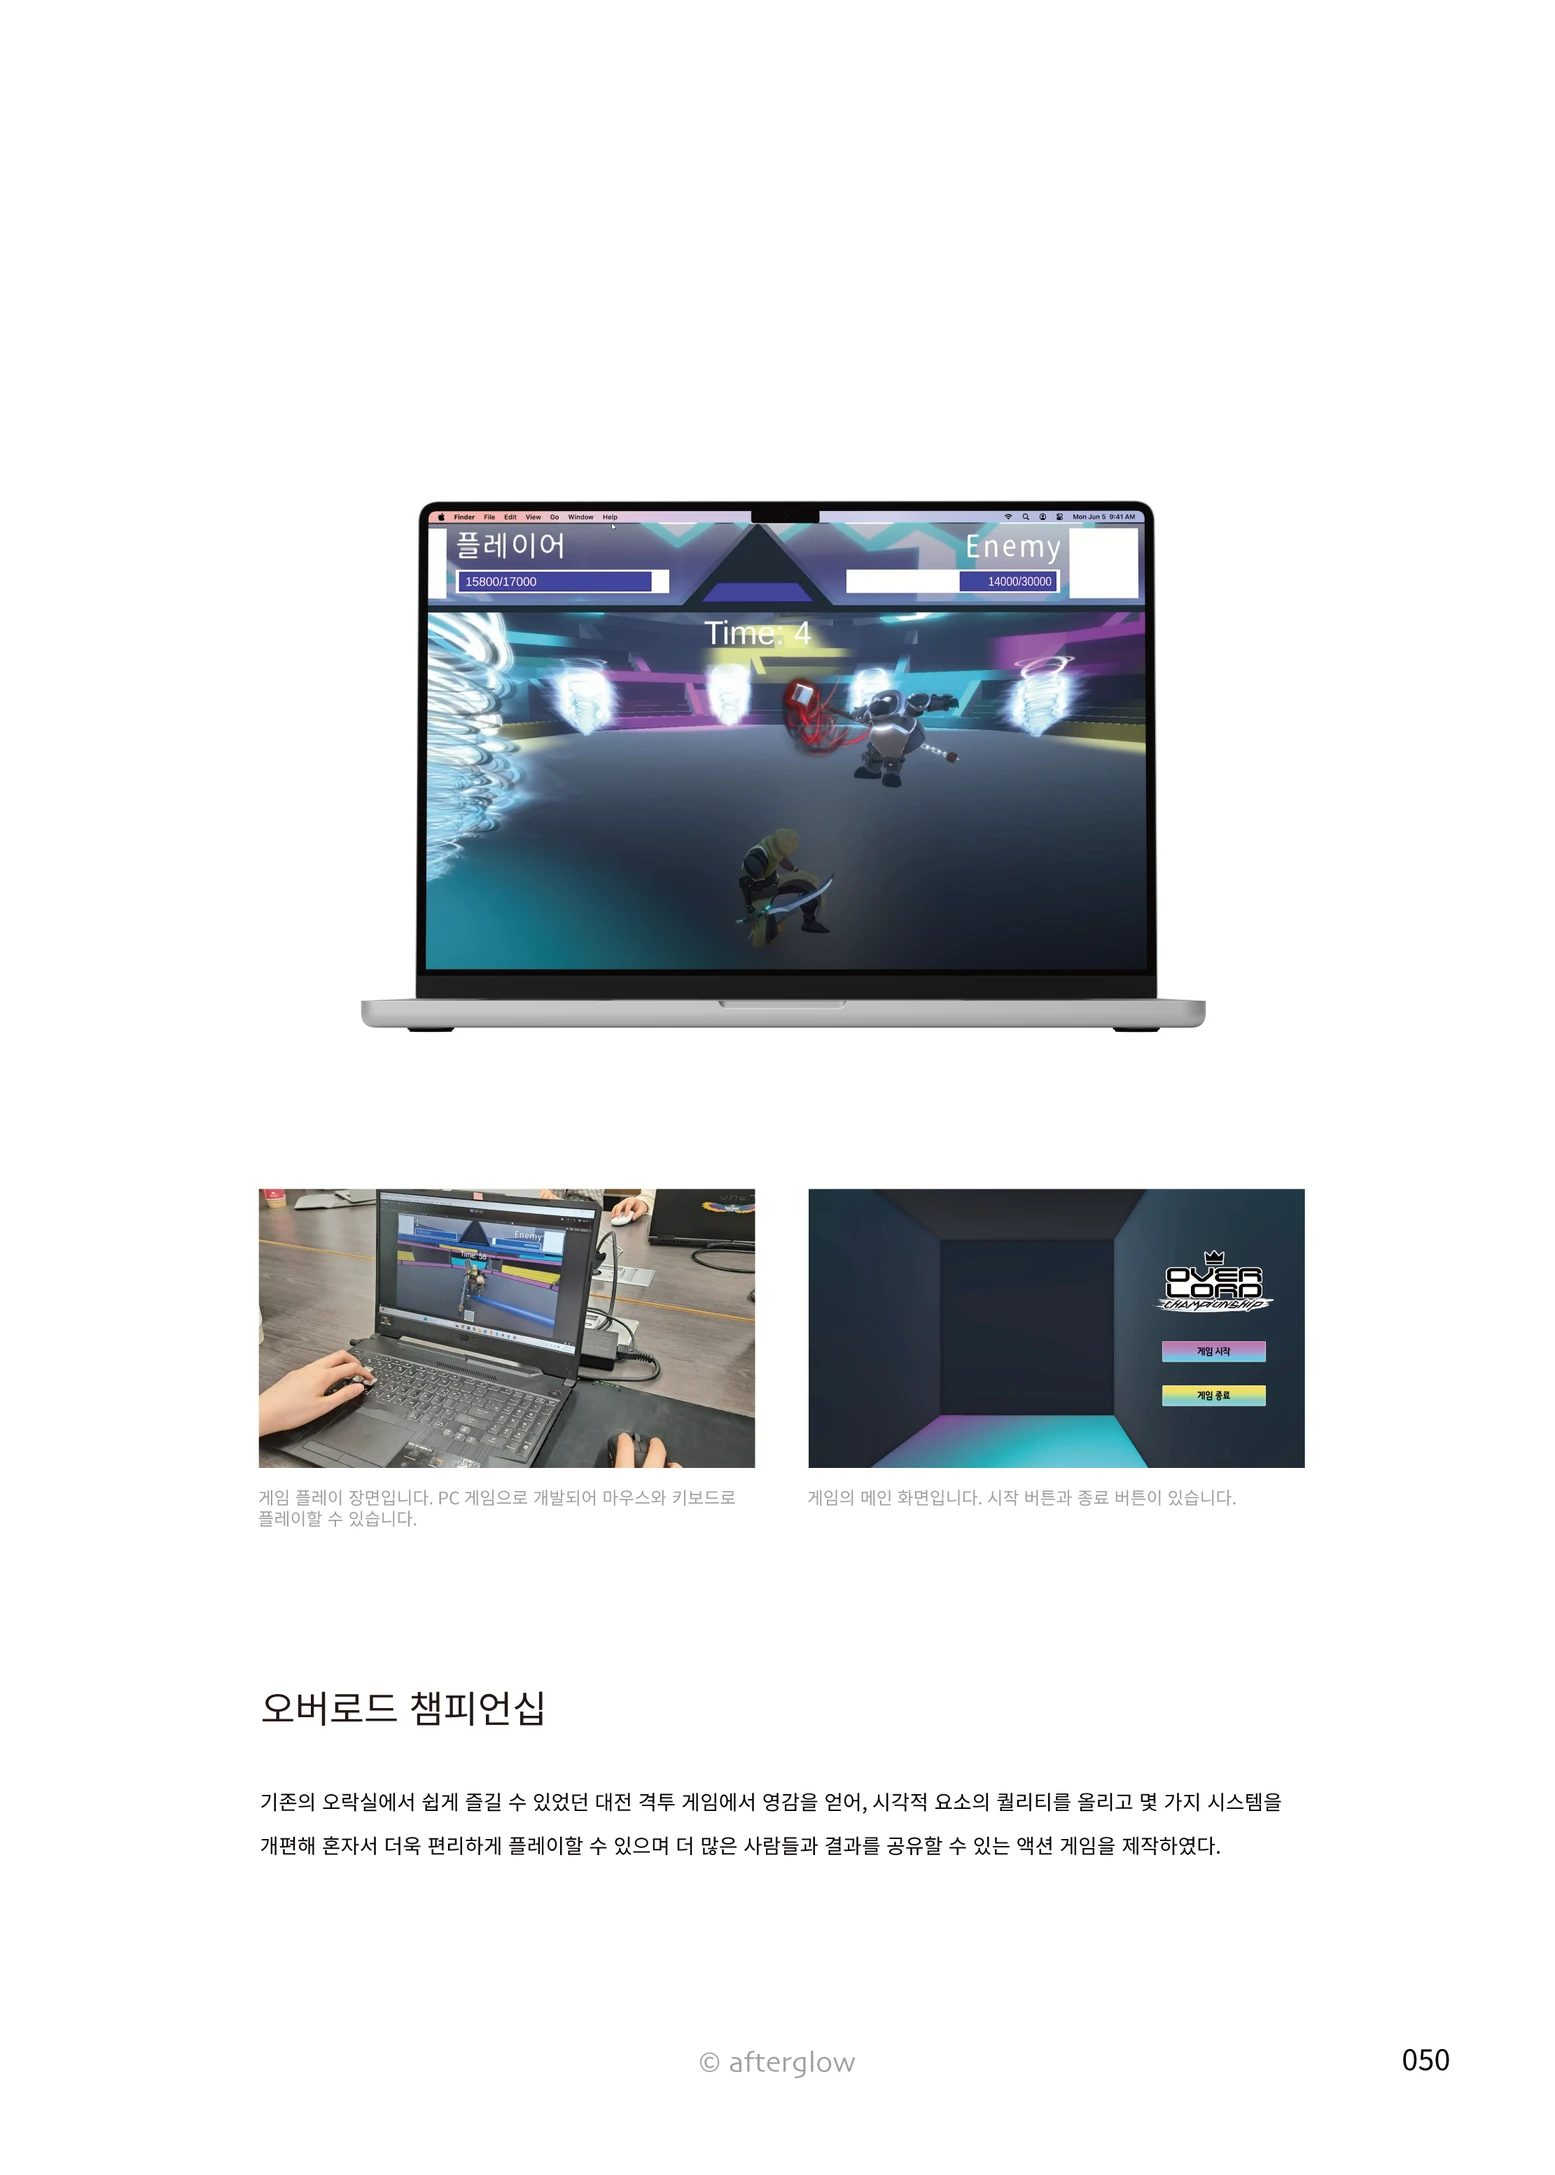 Finder File Edit View Go Window Help
Mon Jun 5 9:41 AM
플레이어
Enemy
15800/17000
14000/30000
Time: 4
Enemy
Time: 56
OVER
LORD
CHAMPIONSHIP
게임 시작
게임 종료
게임 플레이 장면입니다. PC 게임으로 개발되어 마우스와 키보드로
플레이할 수 있습니다.
게임의 메인 화면입니다. 시작 버튼과 종료 버튼이 있습니다.
오버로드 챔피언십
기존의 오락실에서 쉽게 즐길 수 있었던 대전 격투 게임에서 영감을 얻어, 시각적 요소의 퀄리티를 올리고 몇 가지 시스템을
개편해 혼자서 더욱 편리하게 플레이할 수 있으며 더 많은 사람들과 결과를 공유할 수 있는 액션 게임을 제작하였다.
© afterglow
050